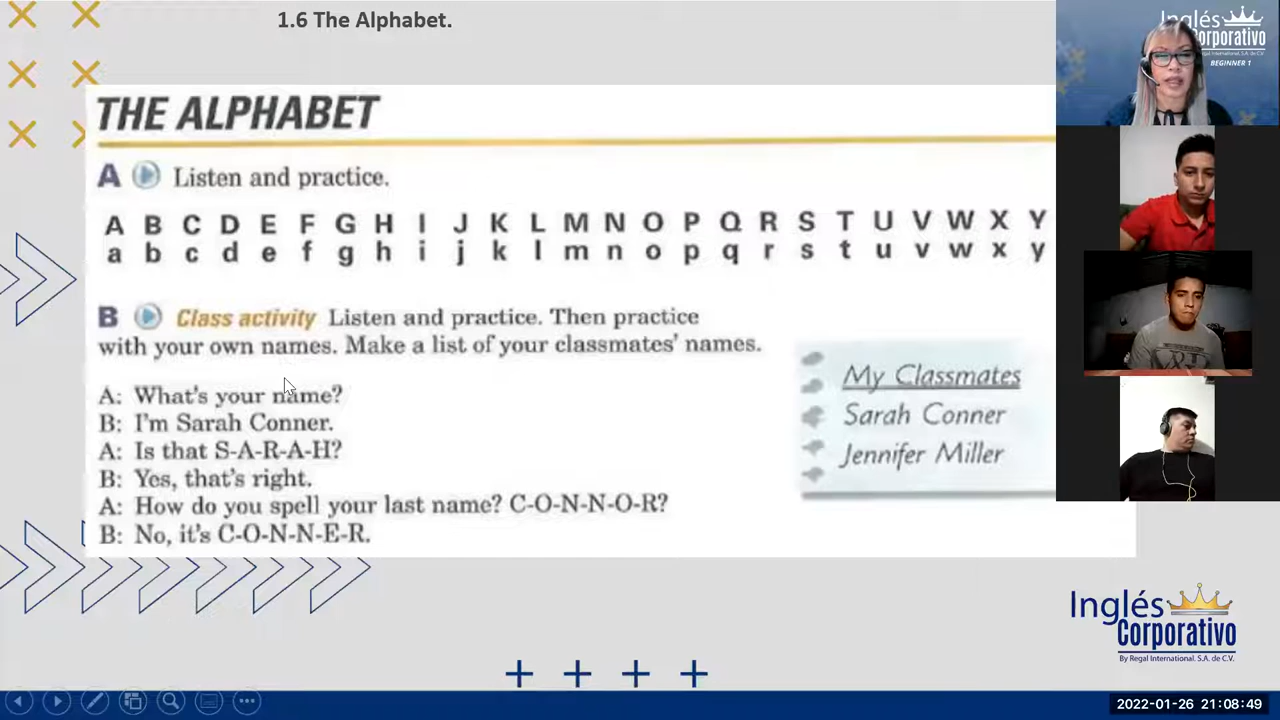 1.6 The Alphabet.
Inglés
Corporativo
BEGINNER 1
THE ALPHABET
A Listen and practice.
A B C D E F G H I J K L M N O P Q R S T U V W X Y
a b c d e f g h i j k l m n o p q r s t u v w x y
B Class activity Listen and practice. Then practice
with your own names. Make a list of your classmates' names.
A: What's your name?
B: I'm Sarah Conner.
A: Is that S-A-R-A-H?
B: Yes, that's right.
A: How do you spell your last name? C-O-N-N-O-R?
B: No, it's C-O-N-N-E-R.
My Classmates
Sarah Conner
Jennifer Miller
Inglés
Corporativo
By Regal International. S.A. de C.V.
2022-01-26 21:08:49